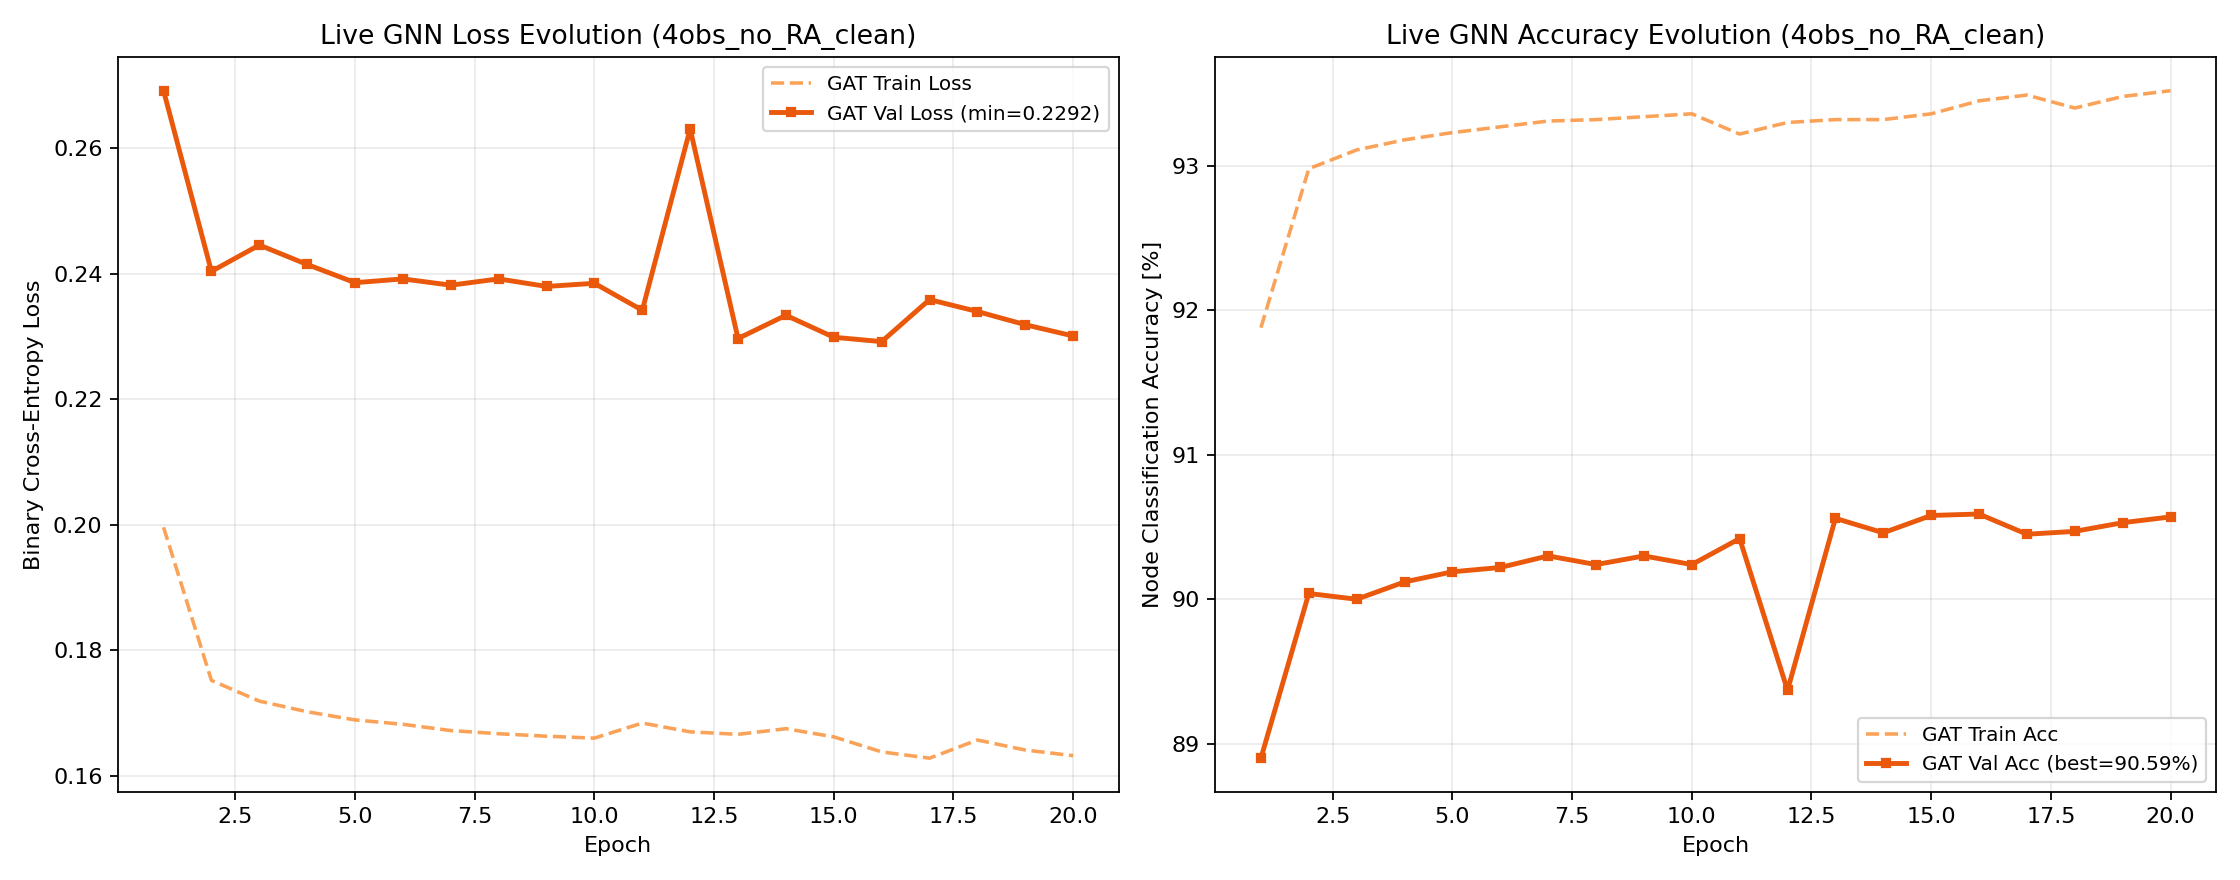 Live GNN Loss Evolution (4obs_no_RA_clean)
GAT Train Loss
GAT Val Loss (min=0.2292)
Binary Cross-Entropy Loss
0.26
0.24
0.22
0.20
0.18
0.16
2.5 5.0 7.5 10.0 12.5 15.0 17.5 20.0
Epoch
Live GNN Accuracy Evolution (4obs_no_RA_clean)
Node Classification Accuracy [%]
93
92
91
90
89
GAT Train Acc
GAT Val Acc (best=90.59%)
2.5 5.0 7.5 10.0 12.5 15.0 17.5 20.0
Epoch